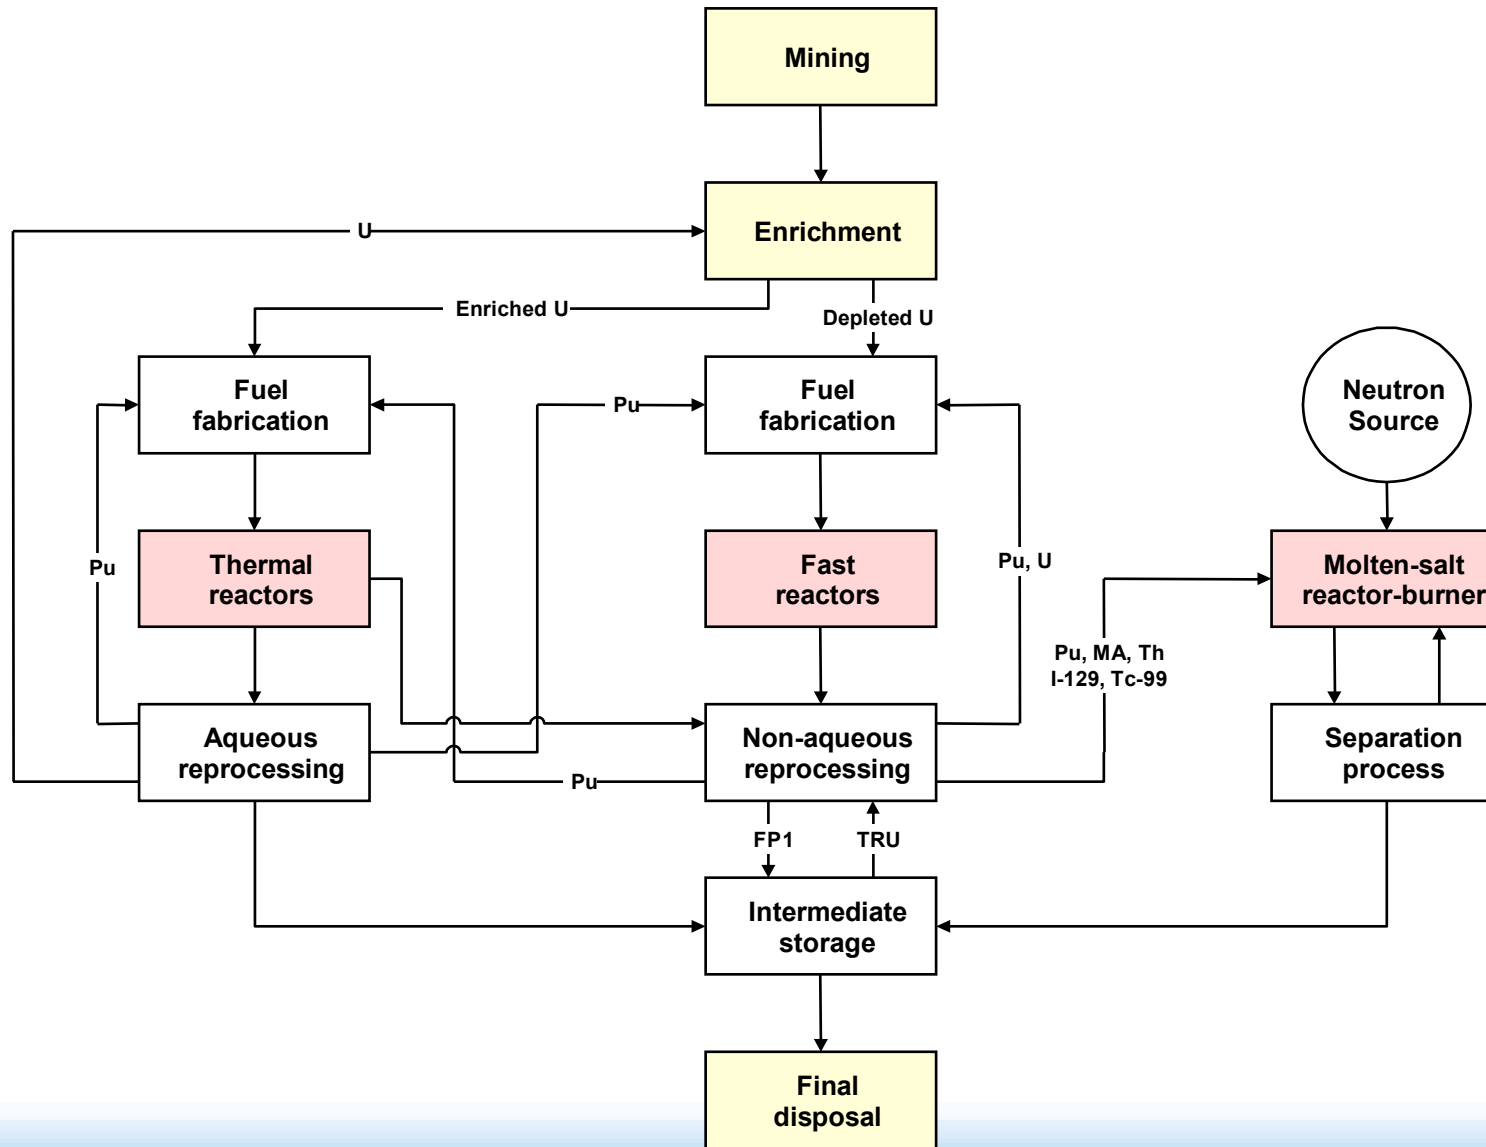 Mining
Enrichment
U
Enriched U
Depleted U
Fuel
fabrication
Pu
Fuel
fabrication
Neutron
Source
Pu
Thermal
reactors
Fast
reactors
Pu, U
Molten-salt
reactor-burner
Pu, MA, Th
I-129, Tc-99
Aqueous
reprocessing
Non-aqueous
reprocessing
Separation
process
Pu
FP1
TRU
Intermediate
storage
Final
disposal